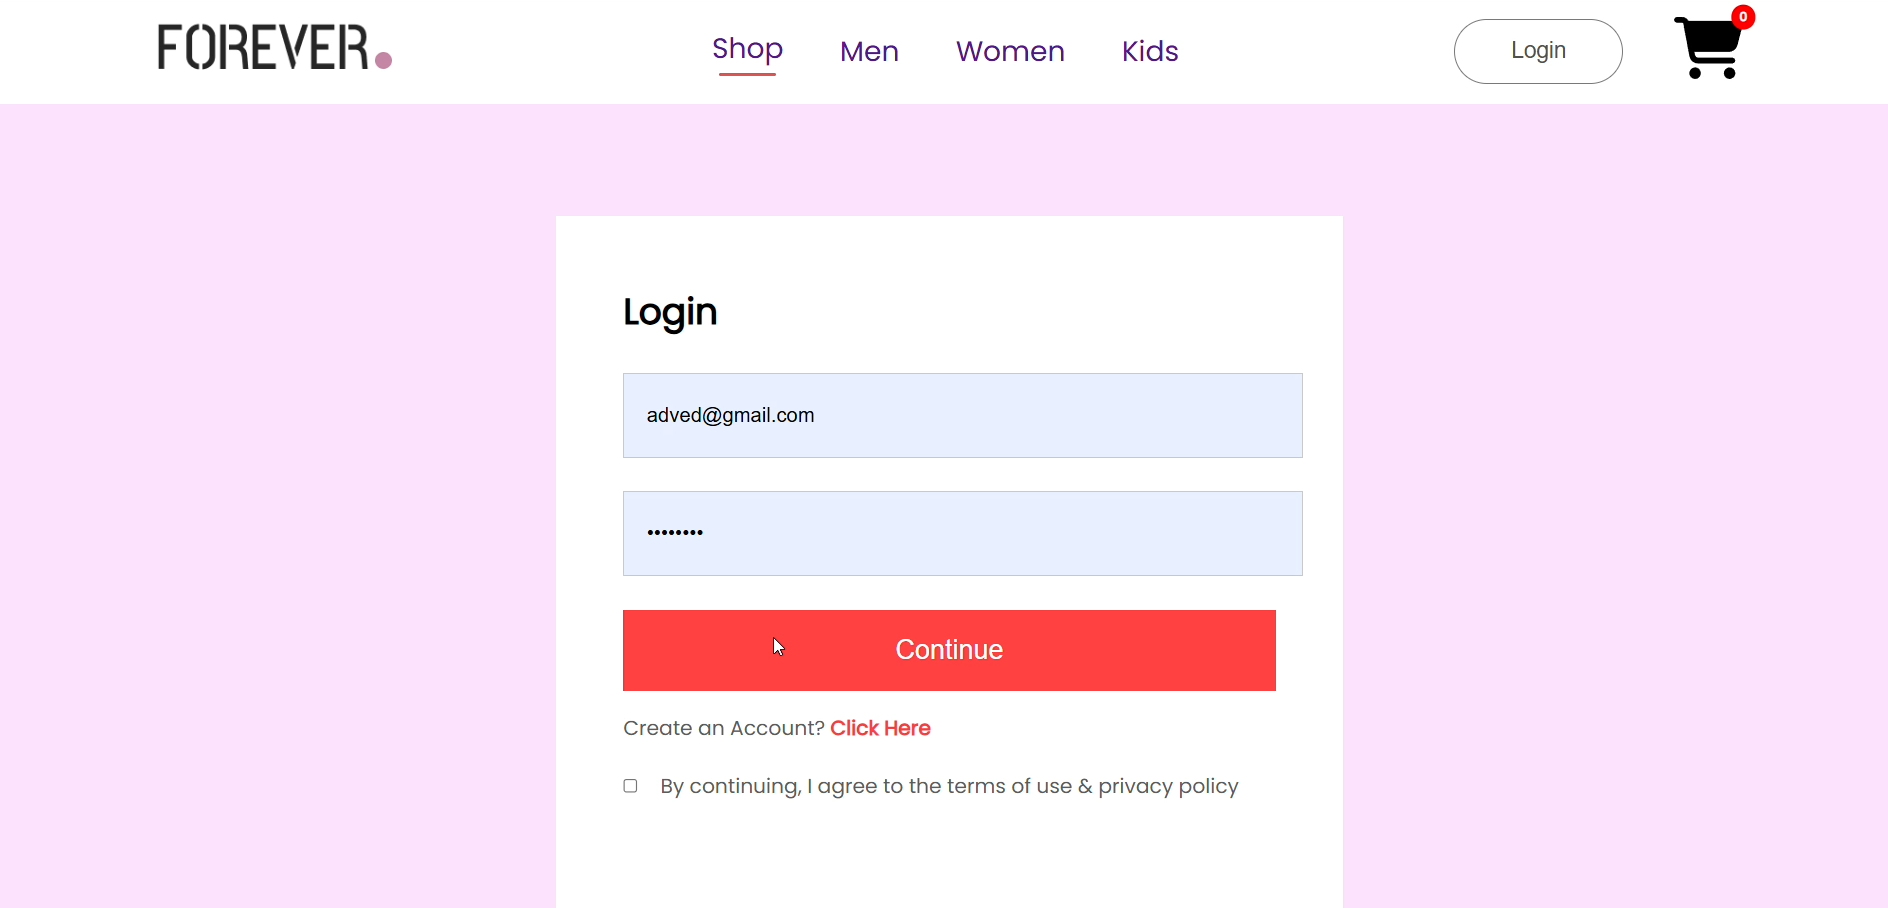 FOREVER.
Shop Men Women Kids
Login
0
Login
adved@gmail.com
••••••••
Continue
Create an Account? Click Here
By continuing, I agree to the terms of use & privacy policy